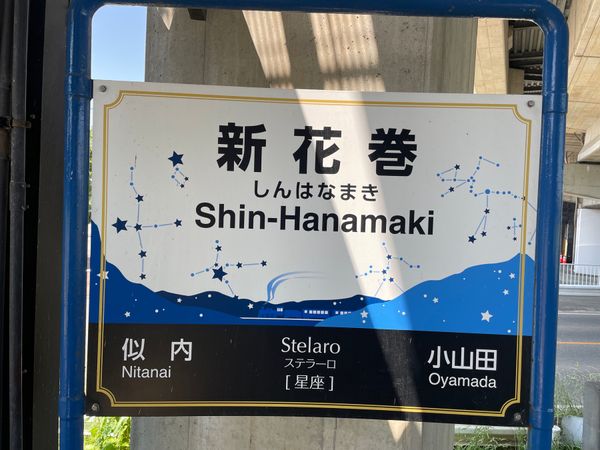 新花巻
しんはなまき
Shin-Hanamaki
似内
Nitanai
Stelaro
ステラーロ
[星座]
小山田
Oyamada